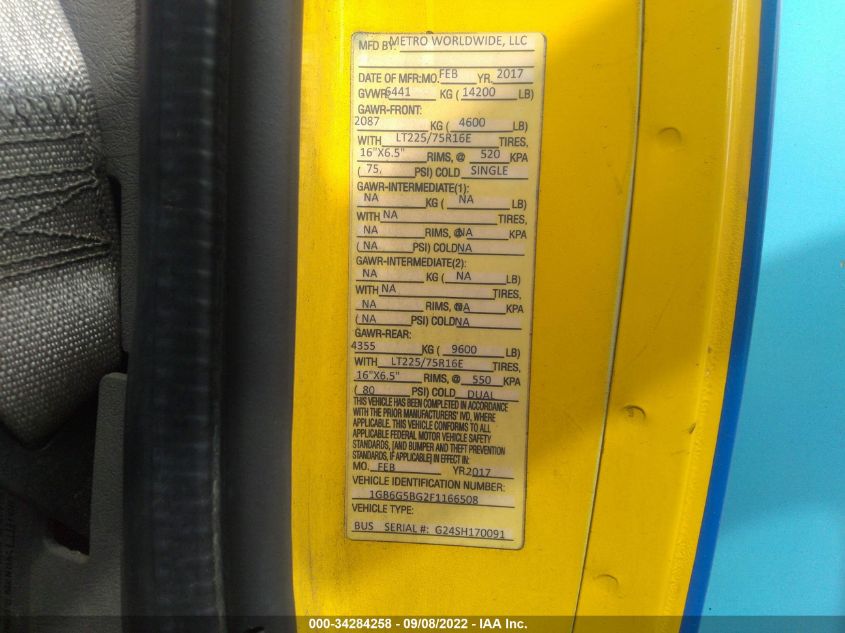 MFD BY: METRO WORLDWIDE, LLC
DATE OF MFR:MO. FEB YR. 2017
GVWR 6441 KG ( 14200 LB)
GAWR-FRONT:
2087 KG ( 4600 LB)
WITH LT225/75R16E TIRES,
16"X6.5" RIMS, @ 520 KPA
( 75, PSI) COLD SINGLE
GAWR-INTERMEDIATE(1):
NA KG ( NA LB)
WITH NA TIRES,
NA RIMS, @NA KPA
( NA PSI) COLD NA
GAWR-INTERMEDIATE(2):
NA KG ( NA LB)
WITH NA TIRES,
NA RIMS, @NA KPA
( NA PSI) COLD NA
GAWR-REAR:
4355 KG ( 9600 LB)
WITH LT225/75R16E TIRES,
16"X6.5" RIMS, @ 550 KPA
( 80 PSI) COLD DUAL
THIS VEHICLE HAS BEEN COMPLETED IN ACCORDANCE
WITH THE PRIOR MANUFACTURERS' IVD, WHERE
APPLICABLE. THIS VEHICLE CONFORMS TO ALL
APPLICABLE FEDERAL MOTOR VEHICLE SAFETY
STANDARDS, [AND BUMPER AND THEFT PREVENTION
STANDARDS, IF APPLICABLE] IN EFFECT IN:
MO. FEB YR. 2017
VEHICLE IDENTIFICATION NUMBER:
1GB6G5BG2F1166508
VEHICLE TYPE:
BUS SERIAL #: G24SH170091
000-34284258 - 09/08/2022 - IAA Inc.